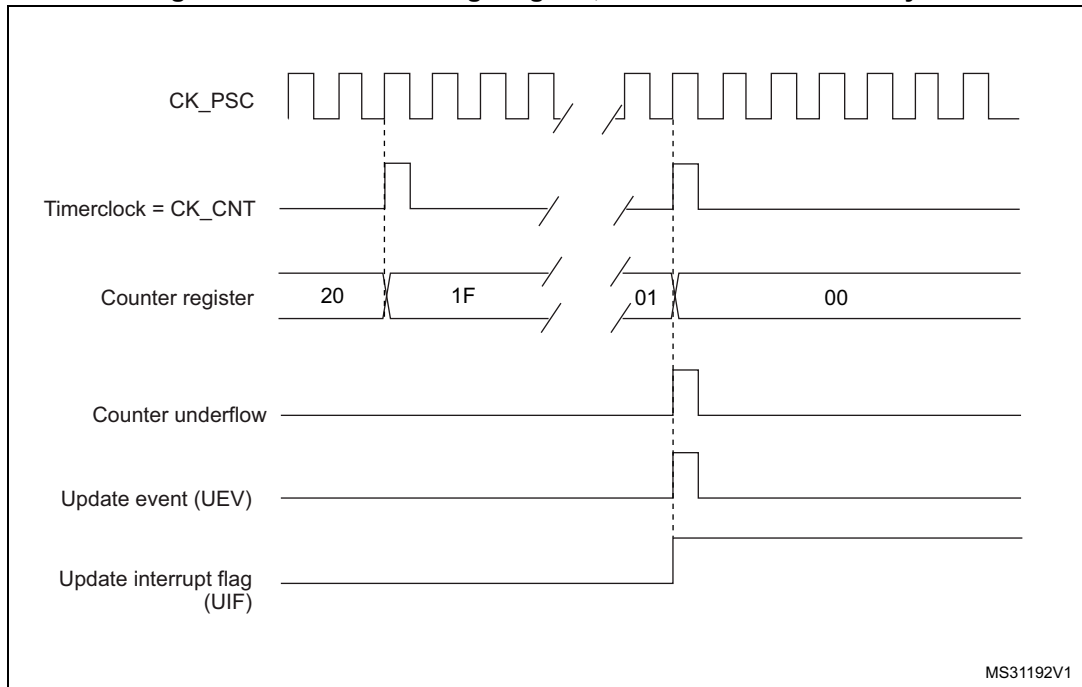 CK_PSC
Timerclock = CK_CNT
Counter register
20
1F
01
00
Counter underflow
Update event (UEV)
Update interrupt flag
(UIF)
MS31192V1